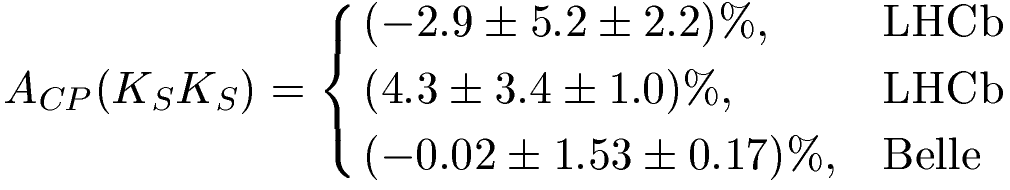 (−2.9 ± 5.2 ± 2.2)%, LHCb
A_{CP}(K_S K_S) = { (4.3 ± 3.4 ± 1.0)%, LHCb
(−0.02 ± 1.53 ± 0.17)%, Belle